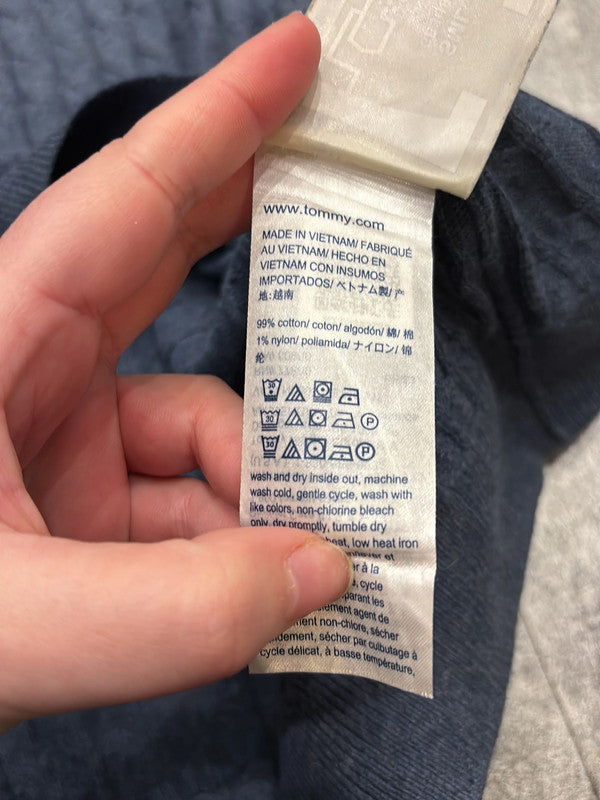 www.tommy.com
MADE IN VIETNAM/ FABRIQUÉ
AU VIETNAM/ HECHO EN
VIETNAM CON INSUMOS
IMPORTADOS/ ベトナム製/ 产
地:越南
99% cotton/ coton/ algodón/ 綿/ 棉
1% nylon/ poliamida/ ナイロン/ 锦
纶
30
30 P
30 P
wash and dry inside out, machine
wash cold, gentle cycle, wash with
like colors, non-chlorine bleach
only, dry promptly, tumble dry
heat, low heat iron
et
à la
cycle
les
agent de
non-chlore, sécher
sécher par culbutage à
cycle délicat, à basse température,